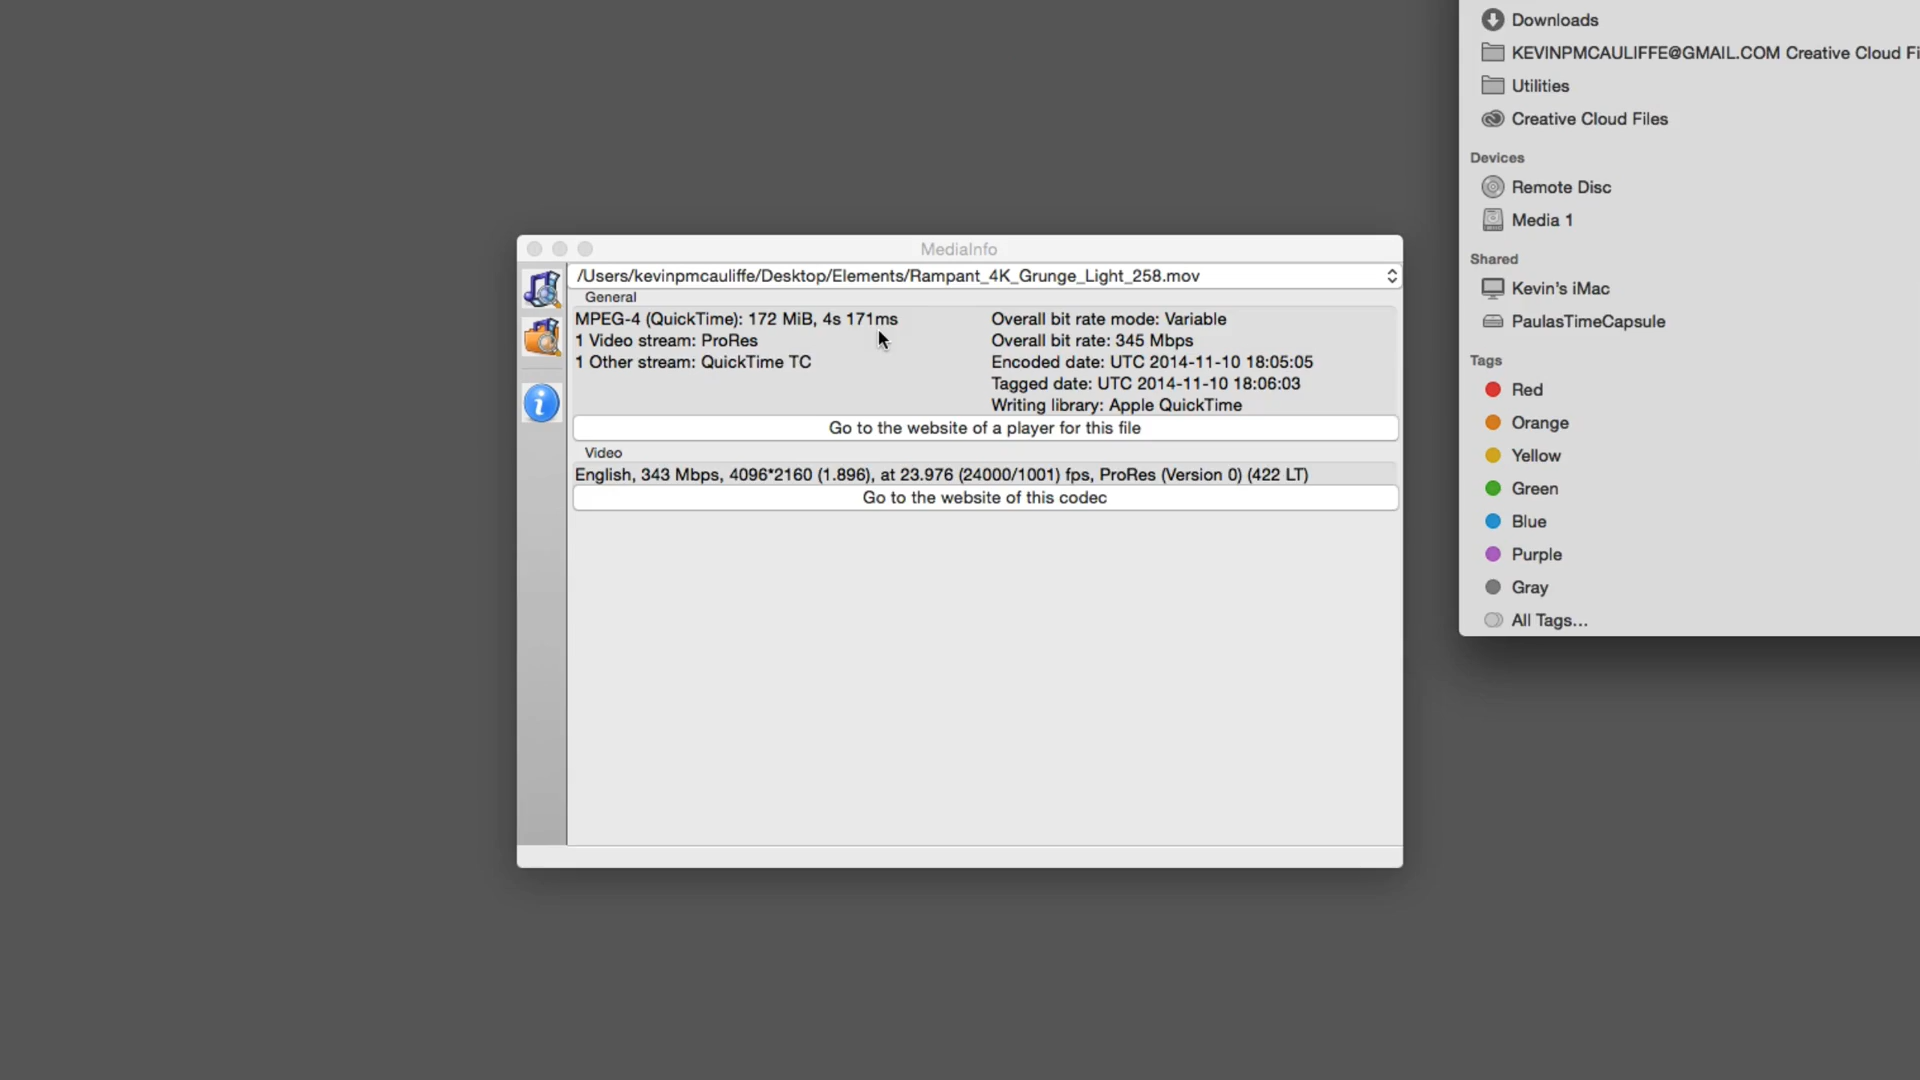 MediaInfo
/Users/kevinpmcauliffe/Desktop/Elements/Rampant_4K_Grunge_Light_258.mov
General
MPEG-4 (QuickTime): 172 MiB, 4s 171ms
1 Video stream: ProRes
1 Other stream: QuickTime TC
Overall bit rate mode: Variable
Overall bit rate: 345 Mbps
Encoded date: UTC 2014-11-10 18:05:05
Tagged date: UTC 2014-11-10 18:06:03
Writing library: Apple QuickTime
Go to the website of a player for this file
Video
English, 343 Mbps, 4096*2160 (1.896), at 23.976 (24000/1001) fps, ProRes (Version 0) (422 LT)
Go to the website of this codec
Downloads
KEVINPMCAULIFFE@GMAIL.COM Creative Cloud Fi
Utilities
Creative Cloud Files
Devices
Remote Disc
Media 1
Shared
Kevin's iMac
PaulasTimeCapsule
Tags
Red
Orange
Yellow
Green
Blue
Purple
Gray
All Tags...